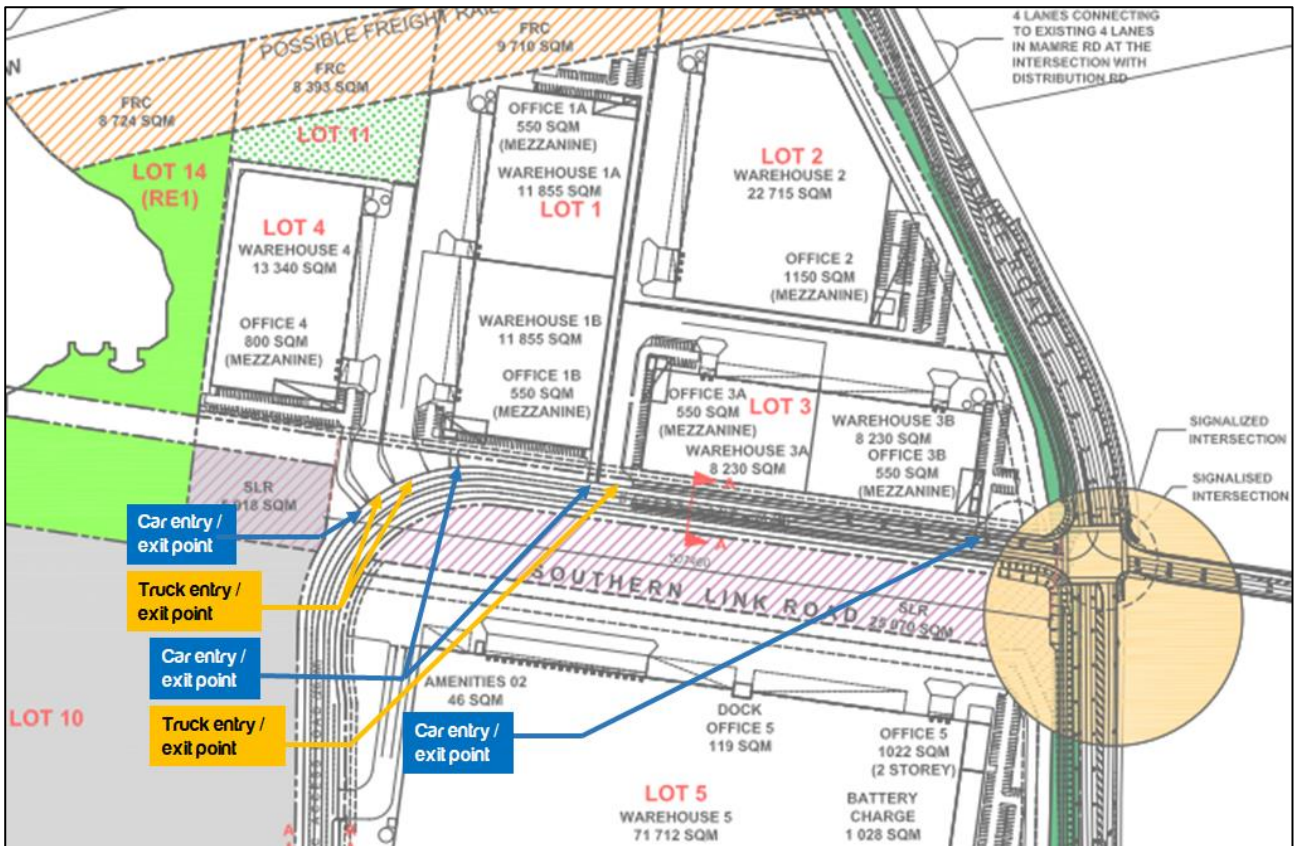 POSSIBLE FREIGHT RAIL
FRC
9 710 SQM
FRC
8 393 SQM
FRC
8 724 SQM
4 LANES CONNECTING
TO EXISTING 4 LANES
IN MAMRE RD AT THE
INTERSECTION WITH
DISTRIBUTION RD
N
LOT 14
(RE1)
LOT 11
OFFICE 1A
550 SQM
(MEZZANINE)
WAREHOUSE 1A
11 855 SQM
LOT 1
LOT 2
WAREHOUSE 2
22 715 SQM
OFFICE 2
1150 SQM
(MEZZANINE)
MAMRE ROAD
LOT 4
WAREHOUSE 4
13 340 SQM
OFFICE 4
800 SQM
(MEZZANINE)
WAREHOUSE 1B
11 855 SQM
OFFICE 1B
550 SQM
(MEZZANINE)
OFFICE 3A
550 SQM
(MEZZANINE)
LOT 3
WAREHOUSE 3A
8 230 SQM
WAREHOUSE 3B
8 230 SQM
OFFICE 3B
550 SQM
(MEZZANINE)
SIGNALIZED
INTERSECTION
SIGNALISED
INTERSECTION
A
A
SLR
Car entry /
exit point
Truck entry /
exit point
Car entry /
exit point
Truck entry /
exit point
Car entry /
exit point
SOUTHERN LINK ROAD
SLR
25 070 SQM
LOT 10
AMENITIES 02
46 SQM
DOCK
OFFICE 5
119 SQM
OFFICE 5
1022 SQM
(2 STOREY)
LOT 5
WAREHOUSE 5
71 712 SQM
BATTERY
CHARGE
1 028 SQM